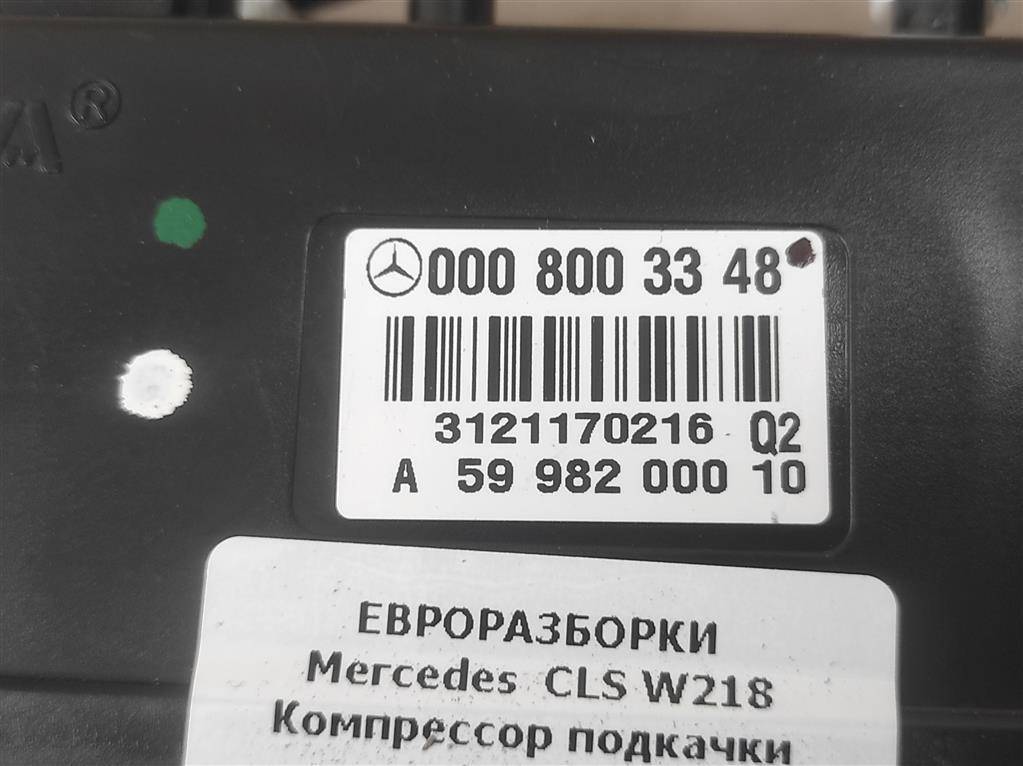 ®
000 800 33 48
3121170216 Q2
A 59 982 000 10
ЕВРОРАЗБОРКИ
Mercedes CLS W218
Компрессор подкачки